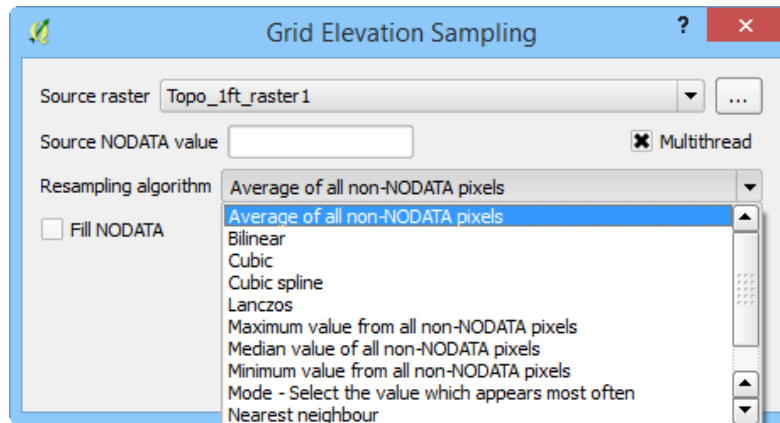 Grid Elevation Sampling
?
Source raster Topo_1ft_raster1 ...
Source NODATA value Multithread
Resampling algorithm Average of all non-NODATA pixels
Fill NODATA
Average of all non-NODATA pixels
Bilinear
Cubic
Cubic spline
Lanczos
Maximum value from all non-NODATA pixels
Median value of all non-NODATA pixels
Minimum value from all non-NODATA pixels
Mode - Select the value which appears most often
Nearest neighbour